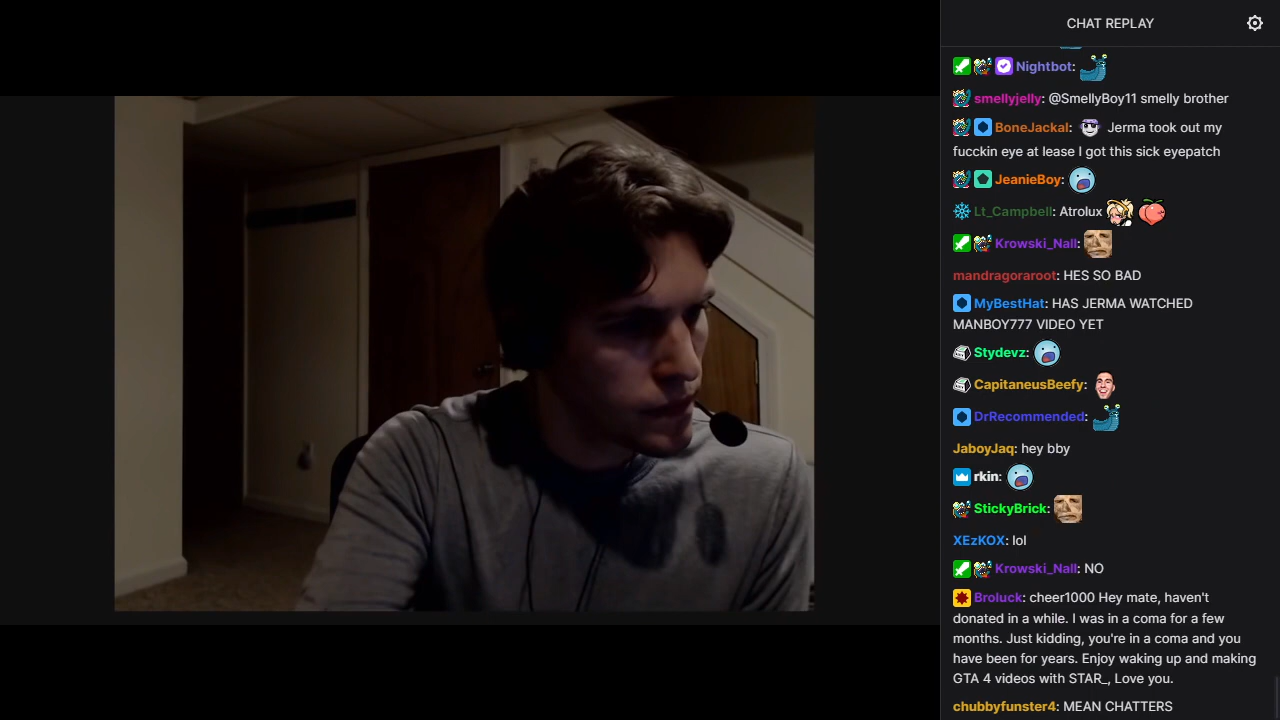 CHAT REPLAY
Nightbot:
smellyjelly: @SmellyBoy11 smelly brother
BoneJackal: Jerma took out my
fucckin eye at lease I got this sick eyepatch
JeanieBoy:
Lt_Campbell: Atrolux
Krowski_Nall:
mandragoraroot: HES SO BAD
MyBestHat: HAS JERMA WATCHED
MANBOY777 VIDEO YET
Stydevz:
CapitaneusBeefy:
DrRecommended:
JaboyJaq: hey bby
rkin:
StickyBrick:
XEzKOX: lol
Krowski_Nall: NO
Broluck: cheer1000 Hey mate, haven't
donated in a while. I was in a coma for a few
months. Just kidding, you're in a coma and you
have been for years. Enjoy waking up and making
GTA 4 videos with STAR_, Love you.
chubbyfunster4: MEAN CHATTERS